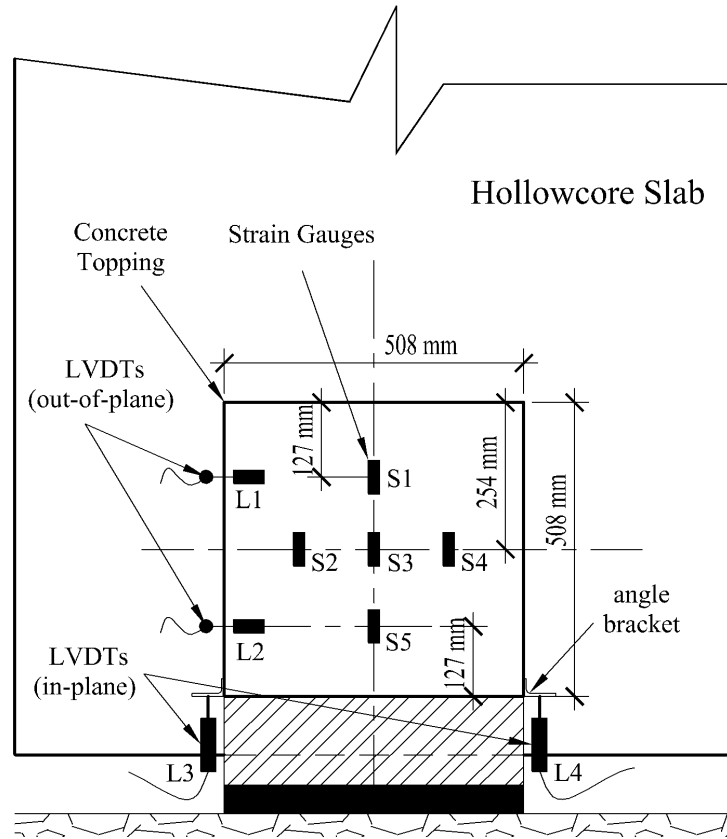 Hollowcore Slab
Concrete
Topping
Strain Gauges
508 mm
LVDTs
(out-of-plane)
127 mm
254 mm
L1
S1
508 mm
S2
S3
S4
L2
S5
127 mm
angle
bracket
LVDTs
(in-plane)
L3
L4